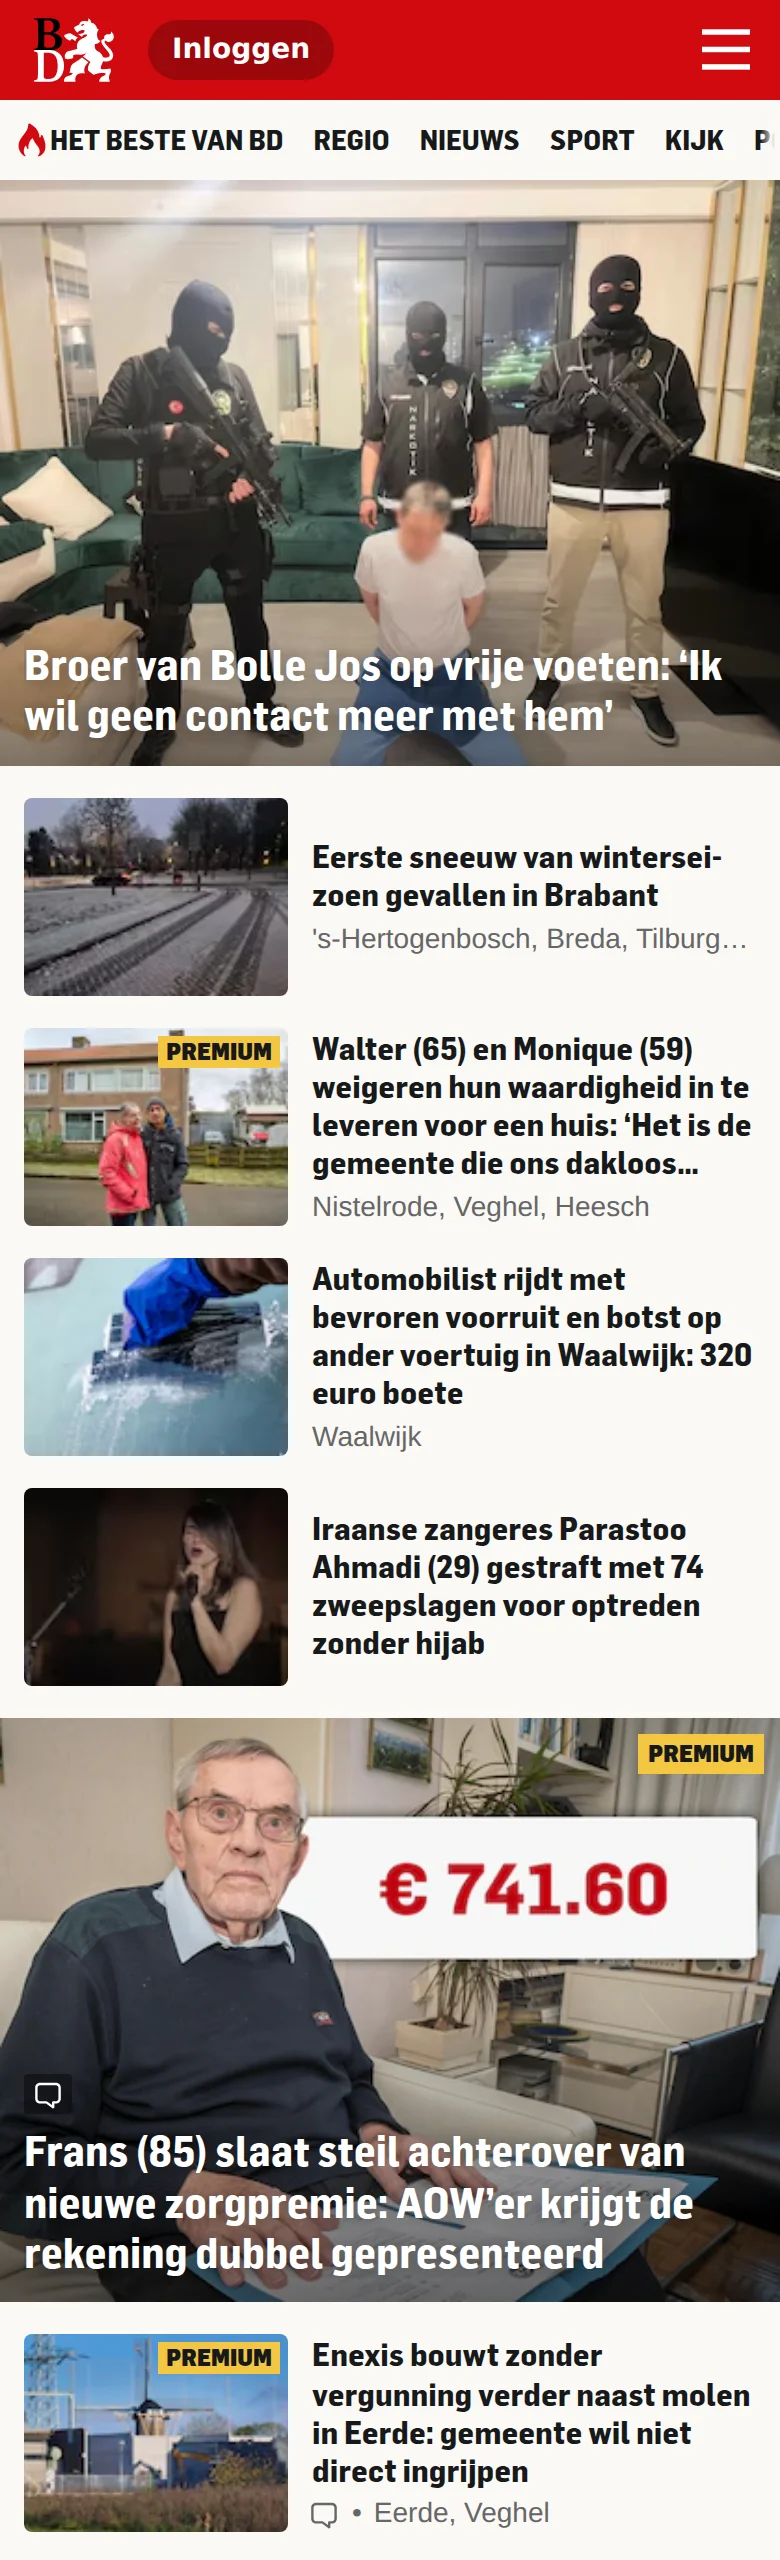 B
D
Inloggen
HET BESTE VAN BD REGIO NIEUWS SPORT KIJK
NARKOTIK
Broer van Bolle Jos op vrije voeten: ‘Ik
wil geen contact meer met hem’
Eerste sneeuw van wintersei-
zoen gevallen in Brabant
's-Hertogenbosch, Breda, Tilburg…
PREMIUM
Walter (65) en Monique (59)
weigeren hun waardigheid in te
leveren voor een huis: ‘Het is de
gemeente die ons dakloos...
Nistelrode, Veghel, Heesch
Automobilist rijdt met
bevroren voorruit en botst op
ander voertuig in Waalwijk: 320
euro boete
Waalwijk
Iraanse zangeres Parastoo
Ahmadi (29) gestraft met 74
zweepslagen voor optreden
zonder hijab
PREMIUM
€ 741.60
Frans (85) slaat steil achterover van
nieuwe zorgpremie: AOW’er krijgt de
rekening dubbel gepresenteerd
PREMIUM
Enexis bouwt zonder
vergunning verder naast molen
in Eerde: gemeente wil niet
direct ingrijpen
• Eerde, Veghel